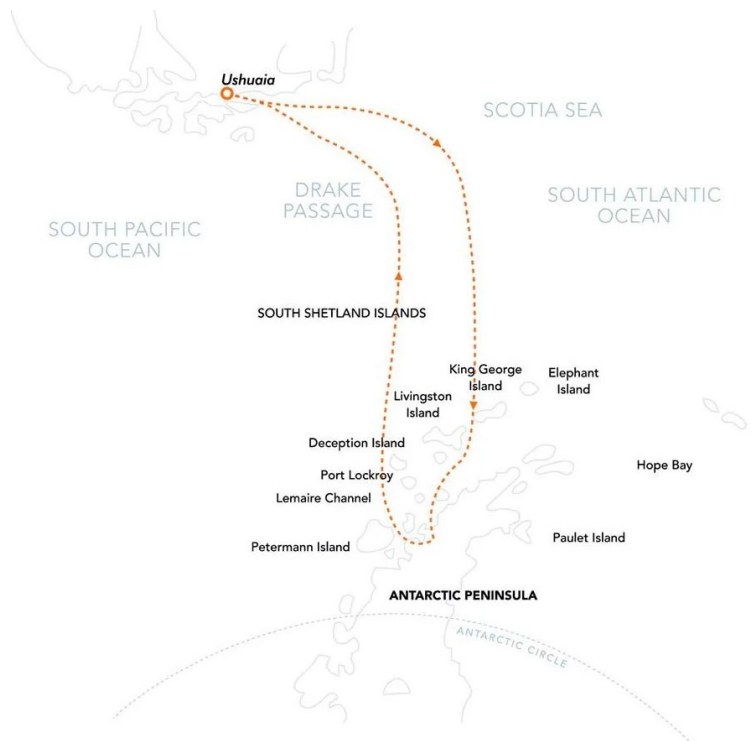 Ushuaia
SCOTIA SEA
DRAKE
PASSAGE
SOUTH ATLANTIC
OCEAN
SOUTH PACIFIC
OCEAN
SOUTH SHETLAND ISLANDS
King George
Island
Elephant
Island
Livingston
Island
Deception Island
Hope Bay
Port Lockroy
Lemaire Channel
Paulet Island
Petermann Island
ANTARCTIC PENINSULA
ANTARCTIC CIRCLE